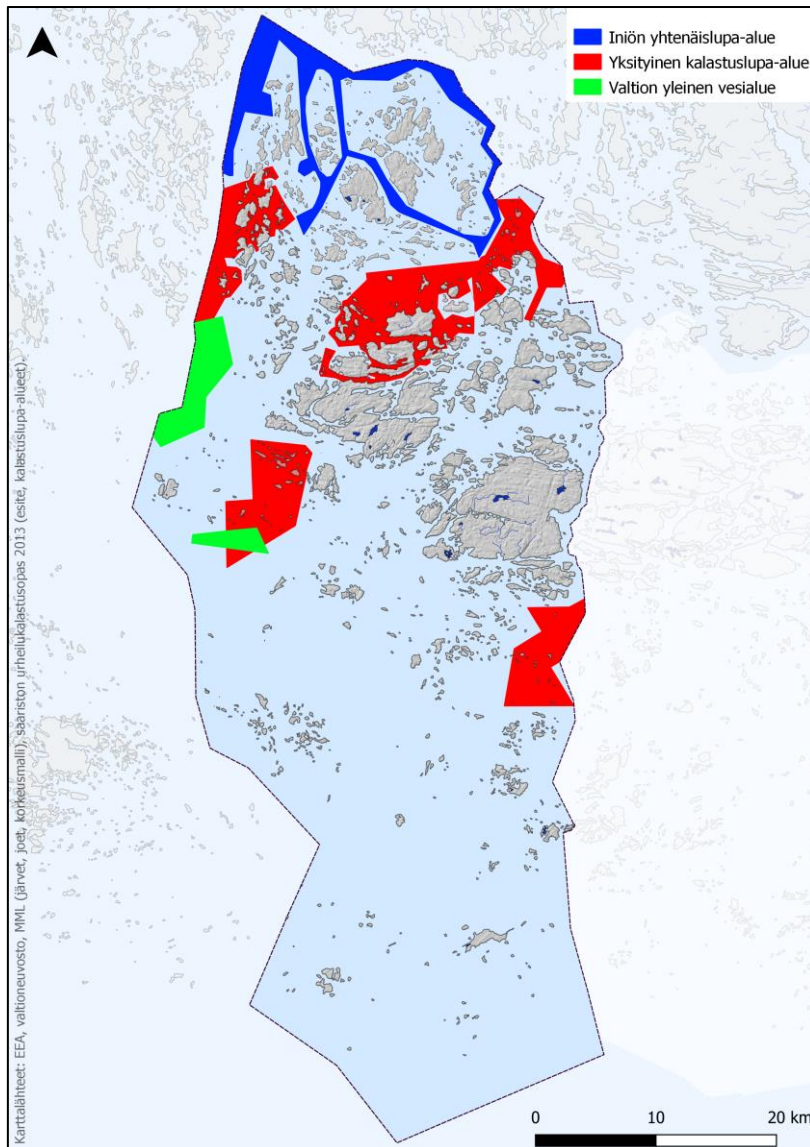 Iniön yhtenäislupa-alue
Yksityinen kalastuslupa-alue
Valtion yleinen vesialue
Karttalähteet: EEA, valtioneuvosto, MML (järvet, joet, korkeusmalli), saariston urheilukalastusopas 2013 (esite, kalastuslupa-alueet).
0 10 20 km